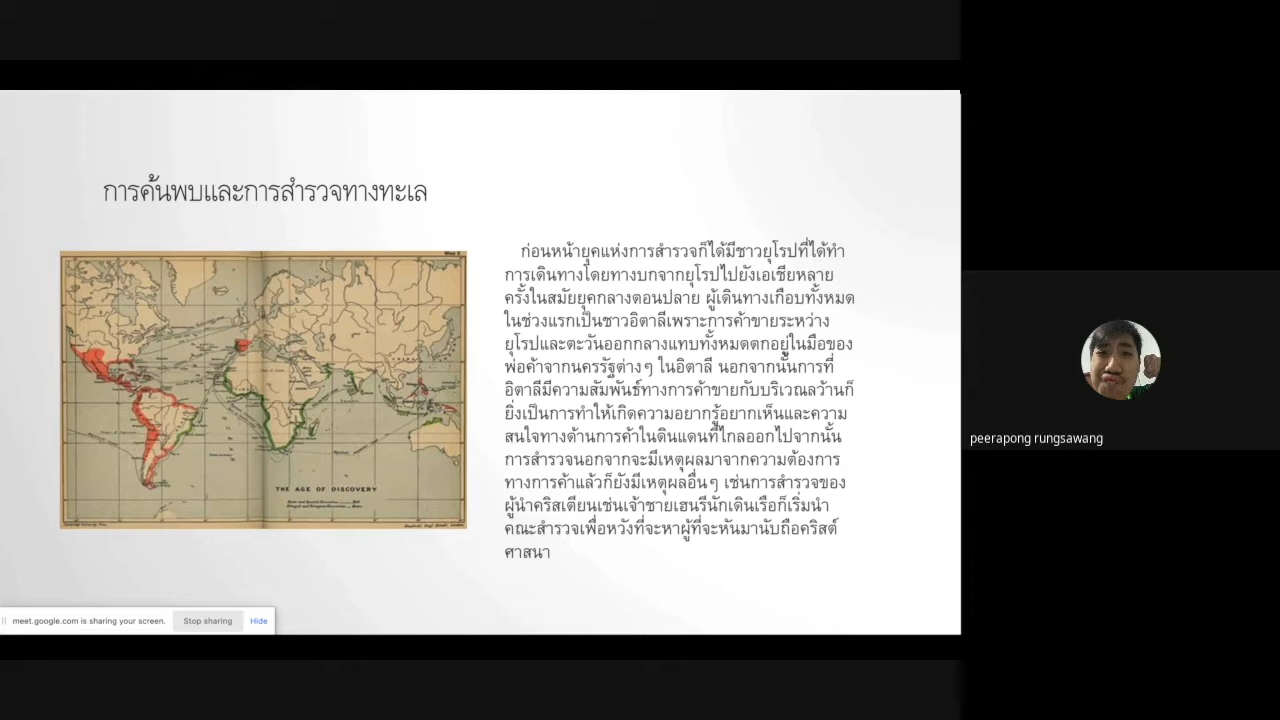 การค้นพบและการสำรวจทางทะเล
ก่อนหน้ายุคแห่งการสำรวจก็ได้มีชาวยุโรปที่ได้ทำ
การเดินทางโดยทางบกจากยุโรปไปยังเอเชียหลาย
ครั้งในสมัยยุคกลางตอนปลาย ผู้เดินทางเกือบทั้งหมด
ในช่วงแรกเป็นชาวอิตาลีเพราะการค้าขายระหว่าง
ยุโรปและตะวันออกกลางแทบทั้งหมดตกอยู่ในมือของ
พ่อค้าจากนครรัฐต่างๆ ในอิตาลี นอกจากนั้นการที่
อิตาลีมีความสัมพันธ์ทางการค้าขายกับบริเวณลว้านก็
ยิ่งเป็นการทำให้เกิดความอยากรู้อยากเห็นและความ
สนใจทางด้านการค้าในดินแดนที่ไกลออกไปจากนั้น
การสำรวจนอกจากจะมีเหตุผลมาจากความต้องการ
ทางการค้าแล้วก็ยังมีเหตุผลอื่นๆ เช่นการสำรวจของ
ผู้นำคริสเตียนเช่นเจ้าชายเฮนรีนักเดินเรือก็เริ่มนำ
คณะสำรวจเพื่อหวังที่จะหาผู้ที่จะหันมานับถือคริสต์
ศาสนา
Map 2
THE AGE OF DISCOVERY
peerapong rungsawang
meet.google.com is sharing your screen.
Stop sharing
Hide